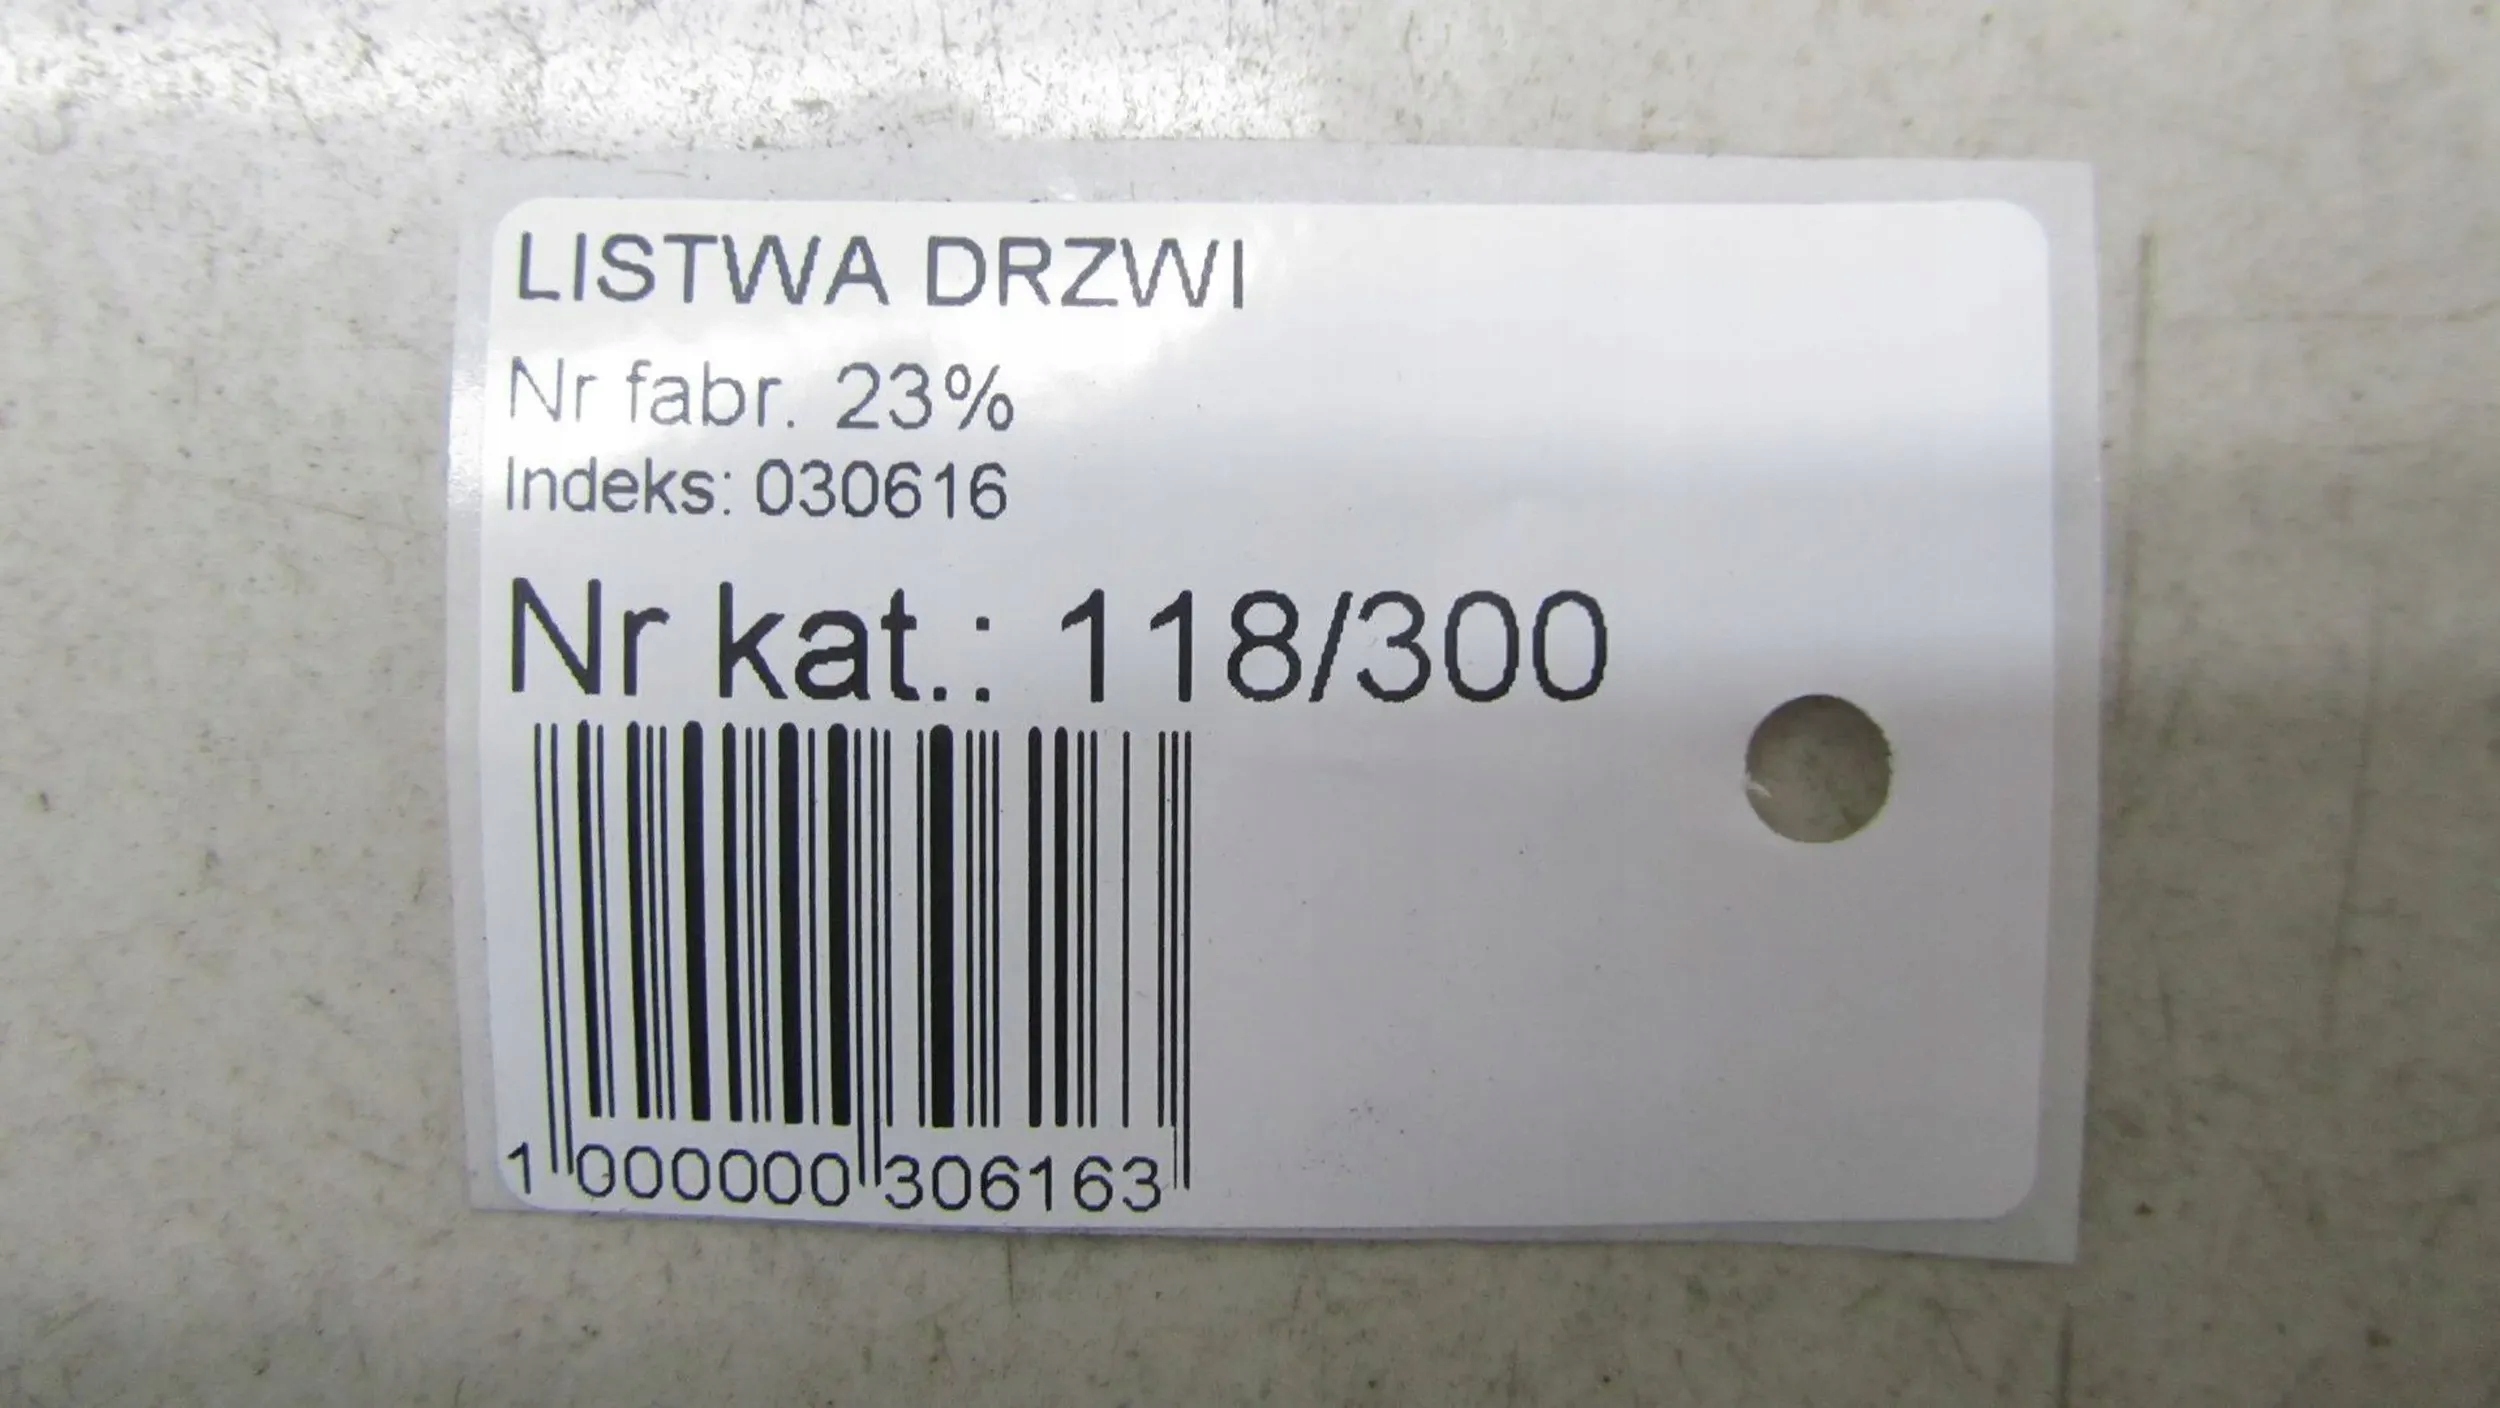 LISTWA DRZWI
Nr fabr. 23%
Indeks: 030616
Nr kat.: 118/300
1 000000 306163